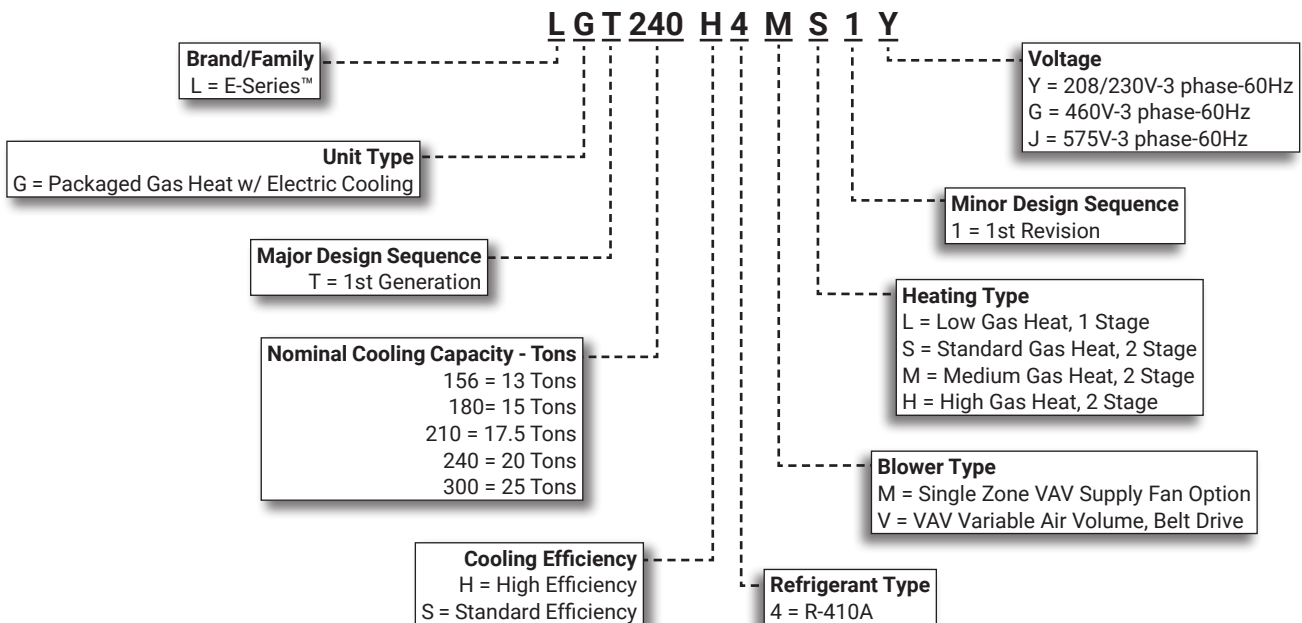 L G T 240 H 4 M S 1 Y
Brand/Family
L = E-Series™
Voltage
Y = 208/230V-3 phase-60Hz
G = 460V-3 phase-60Hz
J = 575V-3 phase-60Hz
Unit Type
G = Packaged Gas Heat w/ Electric Cooling
Minor Design Sequence
1 = 1st Revision
Major Design Sequence
T = 1st Generation
Heating Type
L = Low Gas Heat, 1 Stage
S = Standard Gas Heat, 2 Stage
M = Medium Gas Heat, 2 Stage
H = High Gas Heat, 2 Stage
Nominal Cooling Capacity - Tons
156 = 13 Tons
180= 15 Tons
210 = 17.5 Tons
240 = 20 Tons
300 = 25 Tons
Blower Type
M = Single Zone VAV Supply Fan Option
V = VAV Variable Air Volume, Belt Drive
Cooling Efficiency
H = High Efficiency
S = Standard Efficiency
Refrigerant Type
4 = R-410A